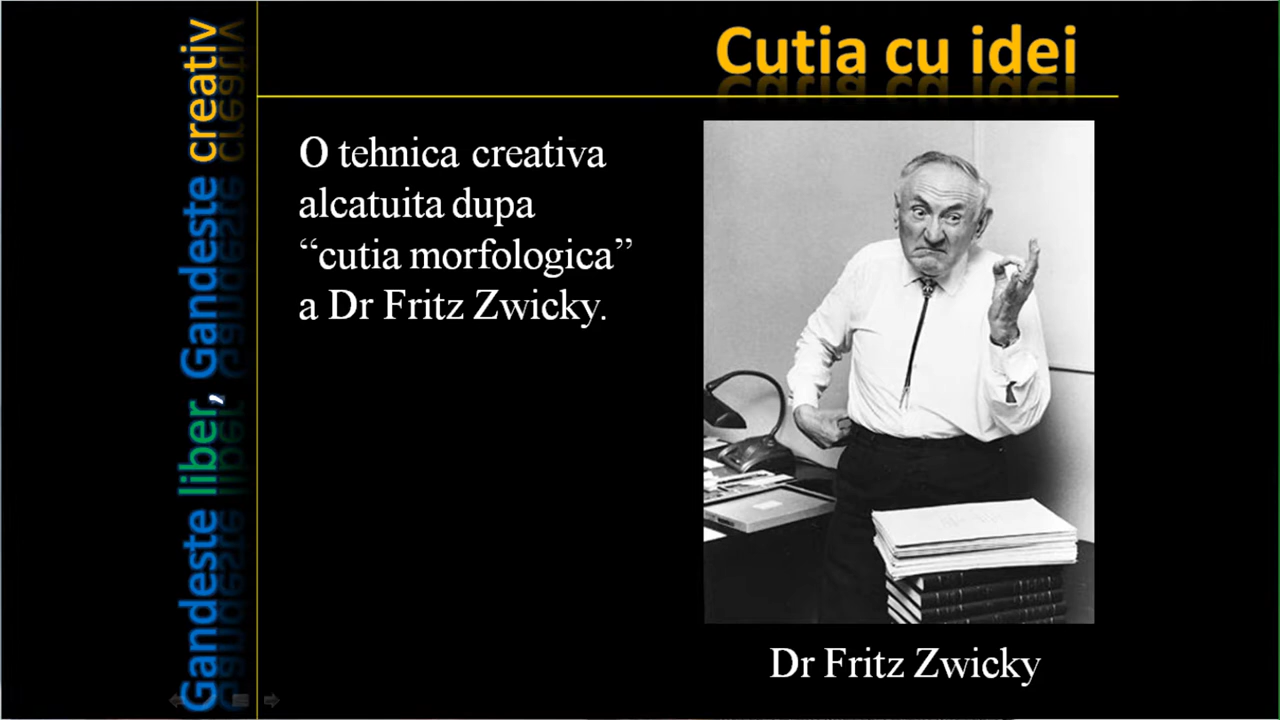 Gandeste liber, Gandeste creativ
Cutia cu idei
O tehnica creativa
alcatuita dupa
“cutia morfologica”
a Dr Fritz Zwicky.
Dr Fritz Zwicky